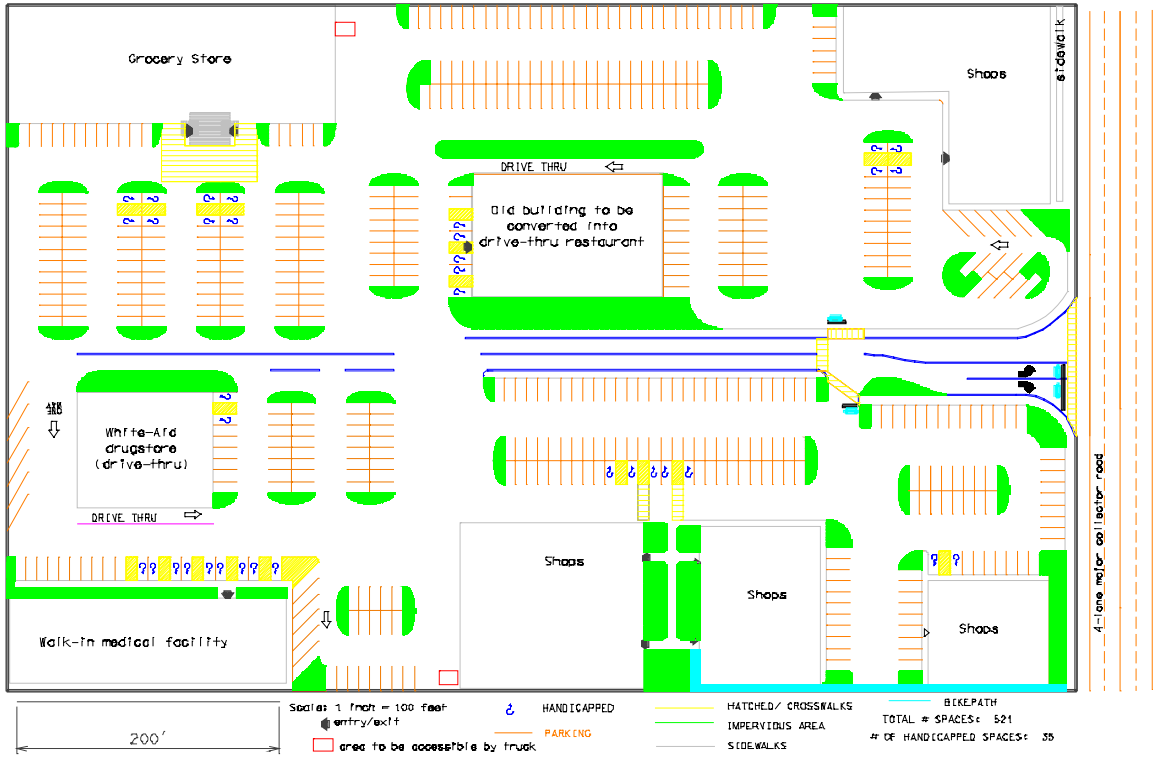 Grocery Store
Shops
sidewalk
DRIVE THRU
Old building to be
converted into
drive-thru restaurant
White-Aid
drugstore
(drive-thru)
DRIVE THRU
Shops
Shops
Shops
Walk-in medical facility
4-lane major collector road
200'
Scale: 1 inch = 100 feet
entry/exit
area to be accessible by truck
HANDICAPPED
PARKING
HATCHED/ CROSSWALKS
IMPERVIOUS AREA
SIDEWALKS
BIKEPATH
TOTAL # SPACES: 521
# OF HANDICAPPED SPACES: 35